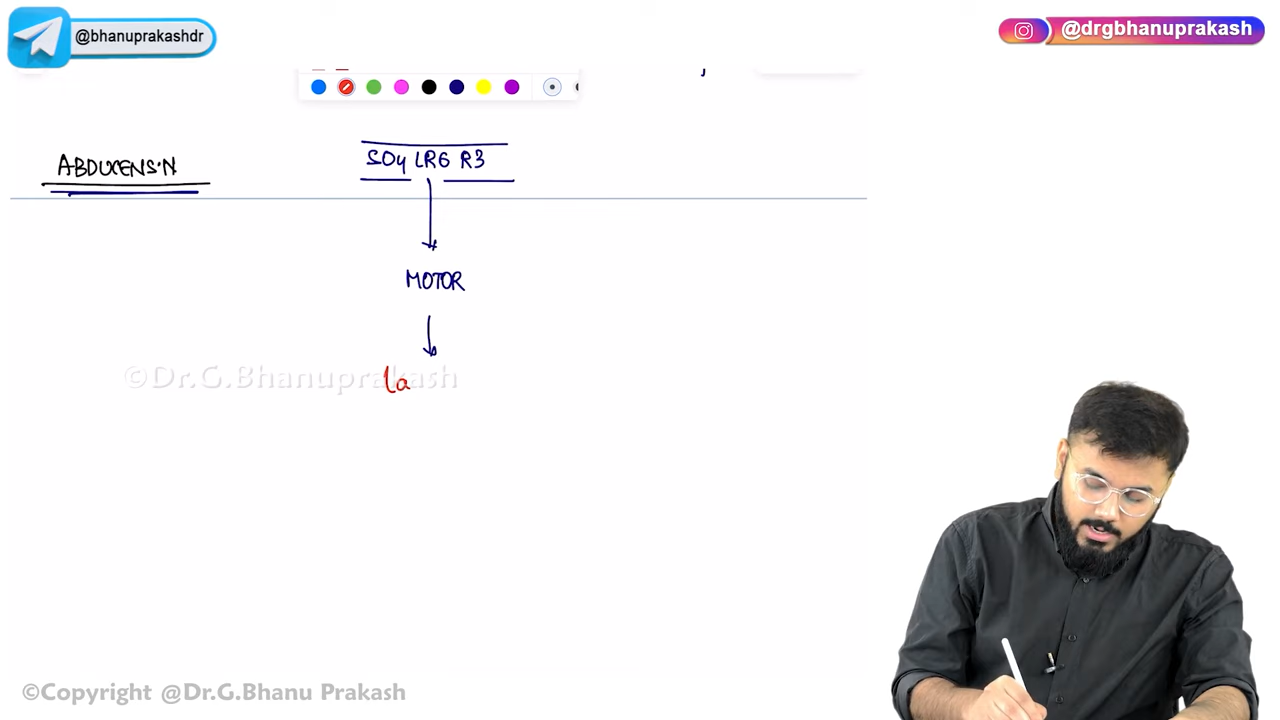 @bhanuprakashdr
@drgbhanuprakash
ABDUCENS.N
SO4 LR6 R3
MOTOR
©Dr.G.Bhanuprakash
la
©Copyright @Dr.G.Bhanu Prakash